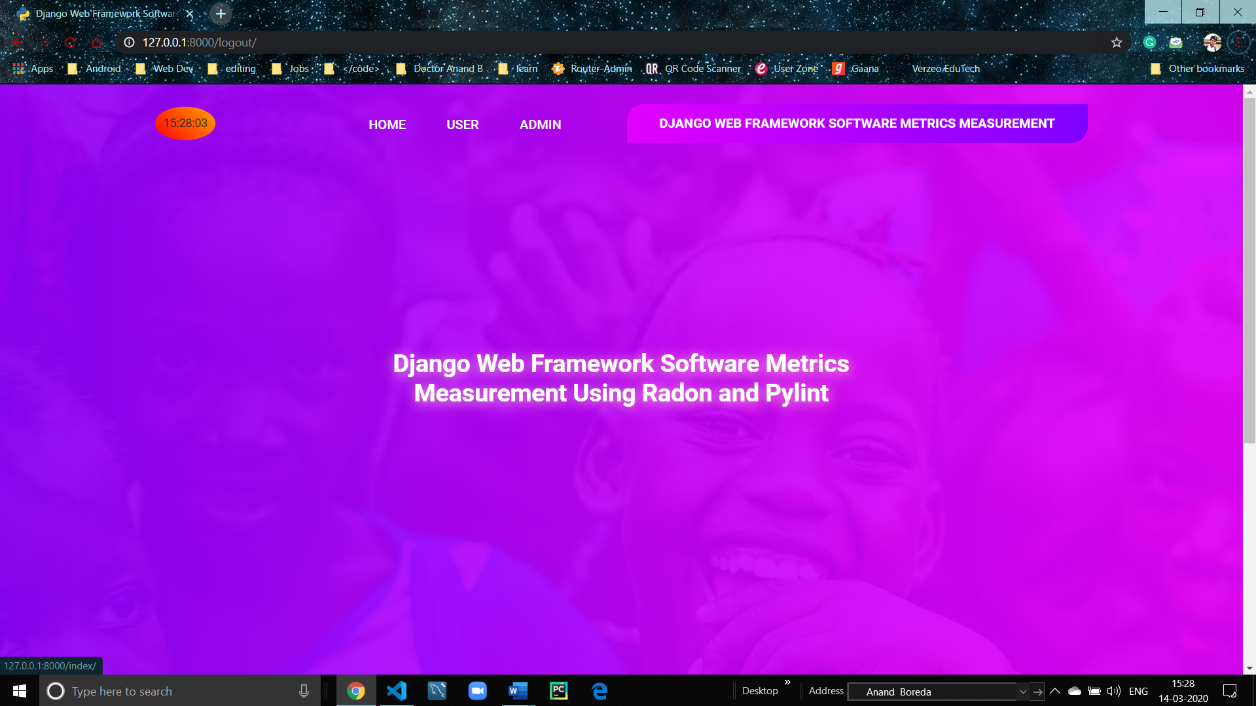 Django Web Framework Softwar
127.0.0.1:8000/logout/
Apps Android Web Dev editing Jobs </code> Doctor Anand B learn Router-Admin QR Code Scanner User Zone Gaana Verzeo EduTech Other bookmarks
15:28:03 HOME USER ADMIN DJANGO WEB FRAMEWORK SOFTWARE METRICS MEASUREMENT
Django Web Framework Software Metrics
Measurement Using Radon and Pylint
127.0.0.1:8000/index/
Type here to search Desktop Address Anand Boreda ENG 15:28
14-03-2020